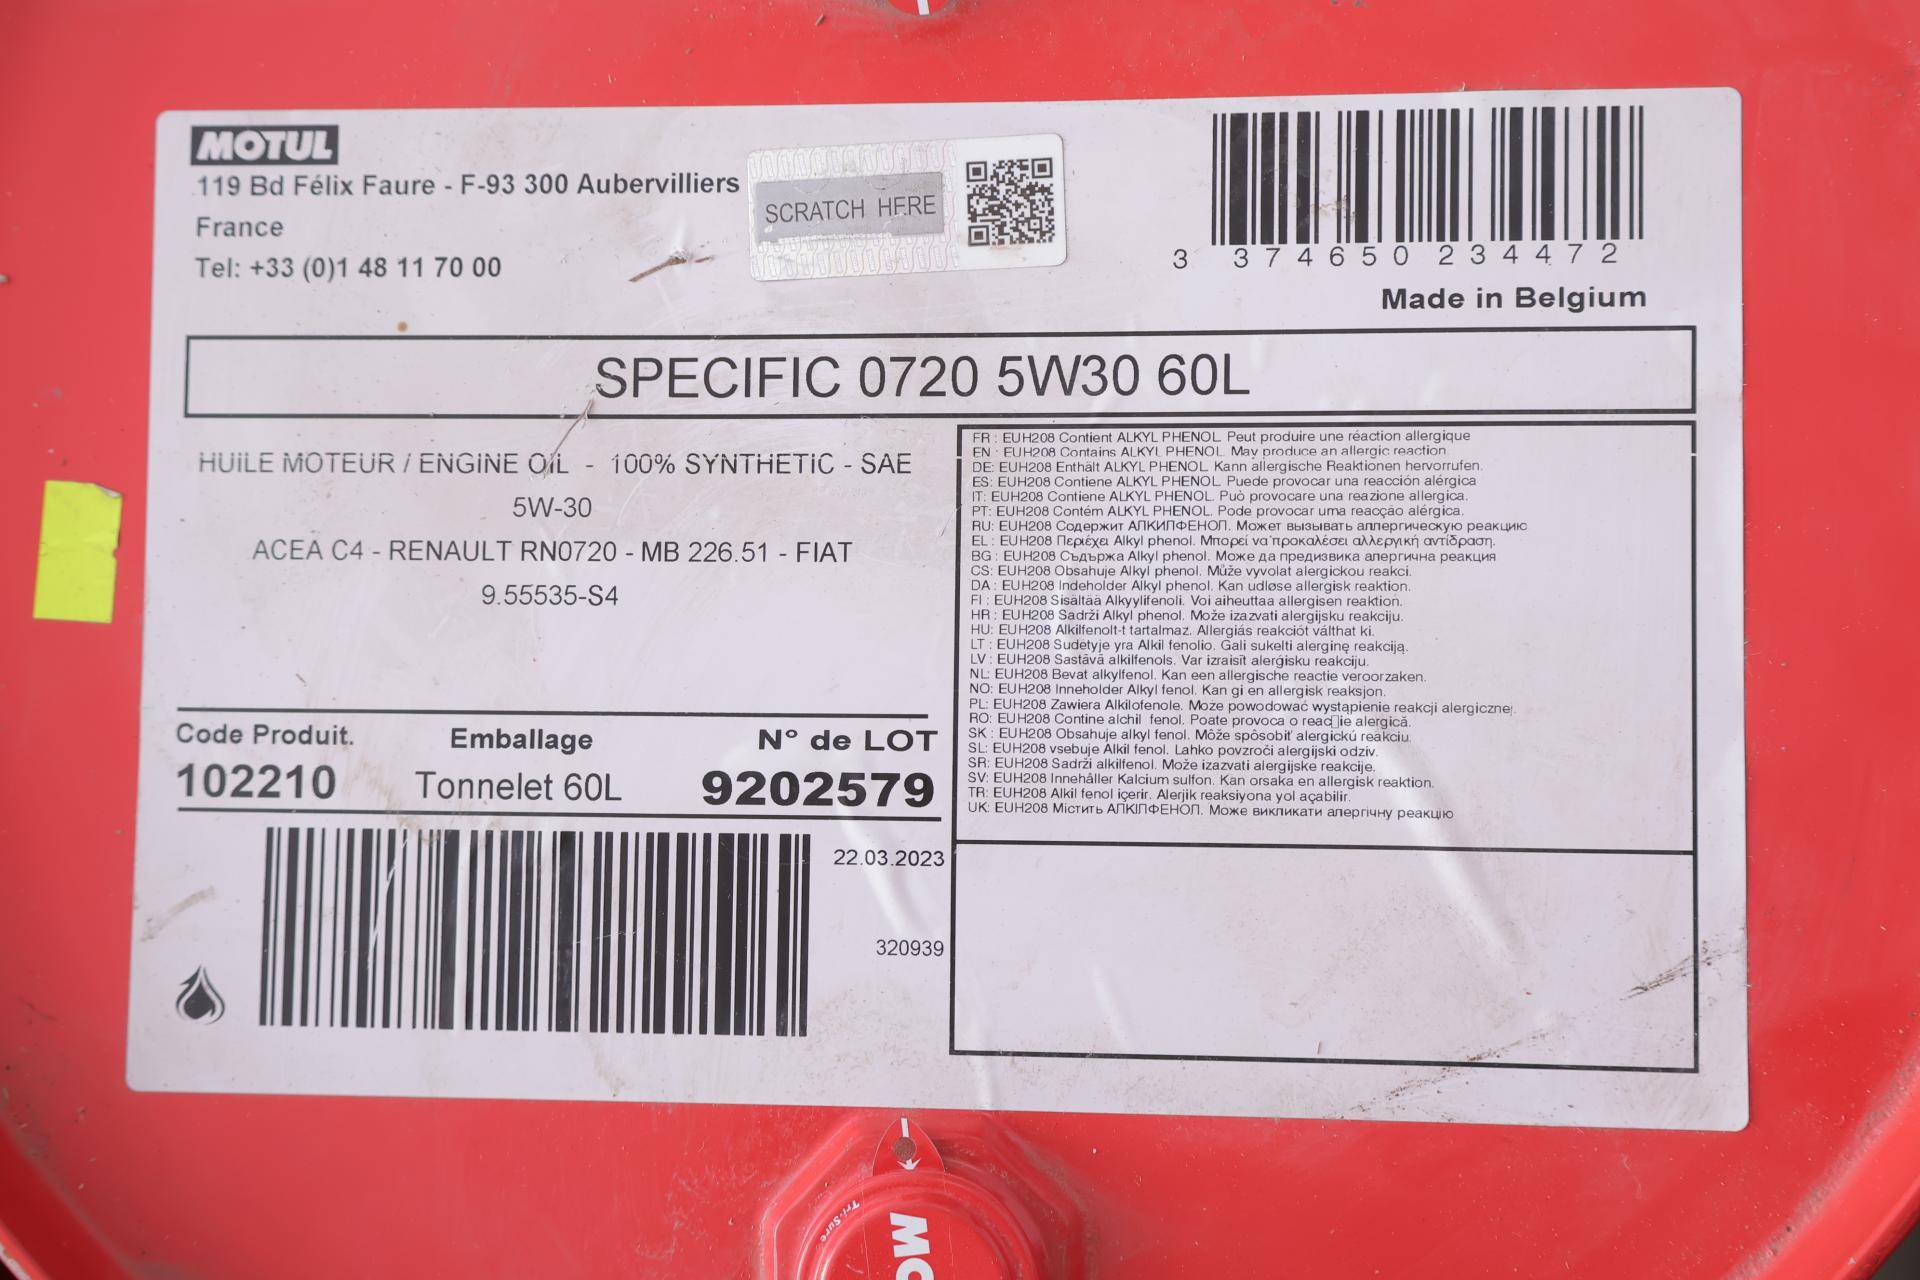 MOTUL
119 Bd Félix Faure - F-93 300 Aubervilliers
France
Tel: +33 (0)1 48 11 70 00
SCRATCH HERE
3 374650 234472
Made in Belgium
SPECIFIC 0720 5W30 60L
HUILE MOTEUR / ENGINE OIL - 100% SYNTHETIC - SAE
5W-30
ACEA C4 - RENAULT RN0720 - MB 226.51 - FIAT
9.55535-S4
FR : EUH208 Contient ALKYL PHENOL. Peut produire une réaction allergique
EN : EUH208 Contains ALKYL PHENOL. May produce an allergic reaction.
DE: EUH208 Enthält ALKYL PHENOL. Kann allergische Reaktionen hervorrufen.
ES: EUH208 Contiene ALKYL PHENOL. Puede provocar una reacción alérgica
IT: EUH208 Contiene ALKYL PHENOL. Può provocare una reazione allergica.
PT: EUH208 Contém ALKYL PHENOL. Pode provocar uma reacção alérgica.
RU: EUH208 Содержит АЛКИЛФЕНОЛ. Может вызывать аллергическую реакцию
EL : EUH208 Περιέχει Alkyl phenol. Μπορεί να προκαλέσει αλλεργική αντίδραση.
BG : EUH208 Съдържа Alkyl phenol. Може да предизвика алергична реакция
CS: EUH208 Obsahuje Alkyl phenol. Může vyvolat alergickou reakci.
DA : EUH208 Indeholder Alkyl phenol. Kan udløse allergisk reaktion.
FI : EUH208 Sisältää Alkyylifenoli. Voi aiheuttaa allergisen reaktion.
HR : EUH208 Sadrži Alkyl phenol. Može izazvati alergijsku reakciju.
HU: EUH208 Alkilfenolt-t tartalmaz. Allergiás reakciót válthat ki.
LT : EUH208 Sudėtyje yra Alkil fenolio. Gali sukelti alerginę reakciją.
LV : EUH208 Sastāvā alkilfenols. Var izraisīt alerģisku reakciju.
NL: EUH208 Bevat alkylfenol. Kan een allergische reactie veroorzaken.
NO: EUH208 Inneholder Alkyl fenol. Kan gi en allergisk reaksjon.
PL: EUH208 Zawiera Alkilofenole. Może powodować wystąpienie reakcji alergicznej.
RO: EUH208 Contine alchil fenol. Poate provoca o reac▯ie alergică.
SK : EUH208 Obsahuje alkyl fenol. Môže spôsobiť alergickú reakciu.
SL: EUH208 vsebuje Alkil fenol. Lahko povzroči alergijski odziv.
SR: EUH208 Sadrži alkilfenol. Može izazvati alergijske reakcije.
SV: EUH208 Innehåller Kalcium sulfon. Kan orsaka en allergisk reaktion.
TR: EUH208 Alkil fenol içerir. Alerjik reaksiyona yol açabilir.
UK: EUH208 Містить АЛКІЛФЕНОЛ. Може викликати алергічну реакцію
Code Produit. Emballage N° de LOT
102210 Tonnelet 60L 9202579
22.03.2023
320939
Tri-Sure
MO